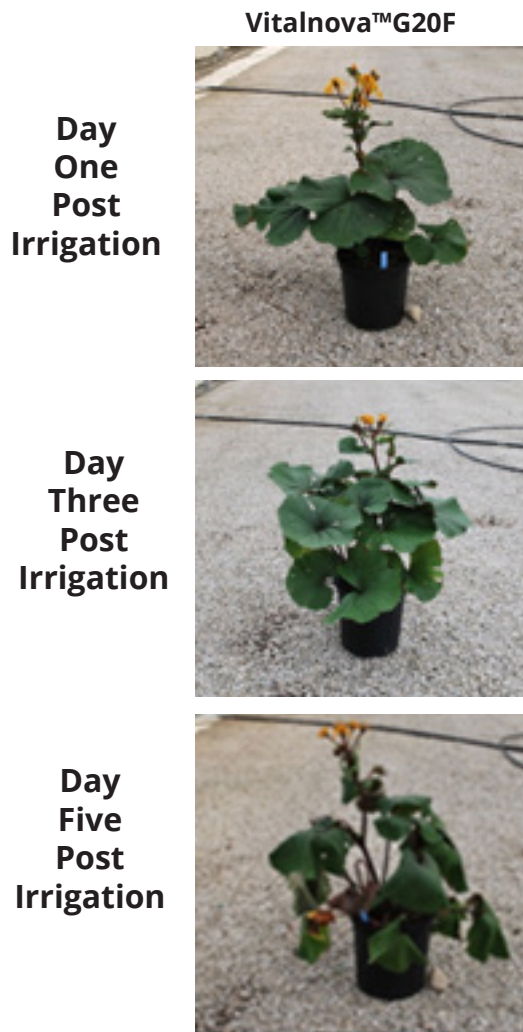 Vitalnova™G20F
Day
One
Post
Irrigation
Day
Three
Post
Irrigation
Day
Five
Post
Irrigation